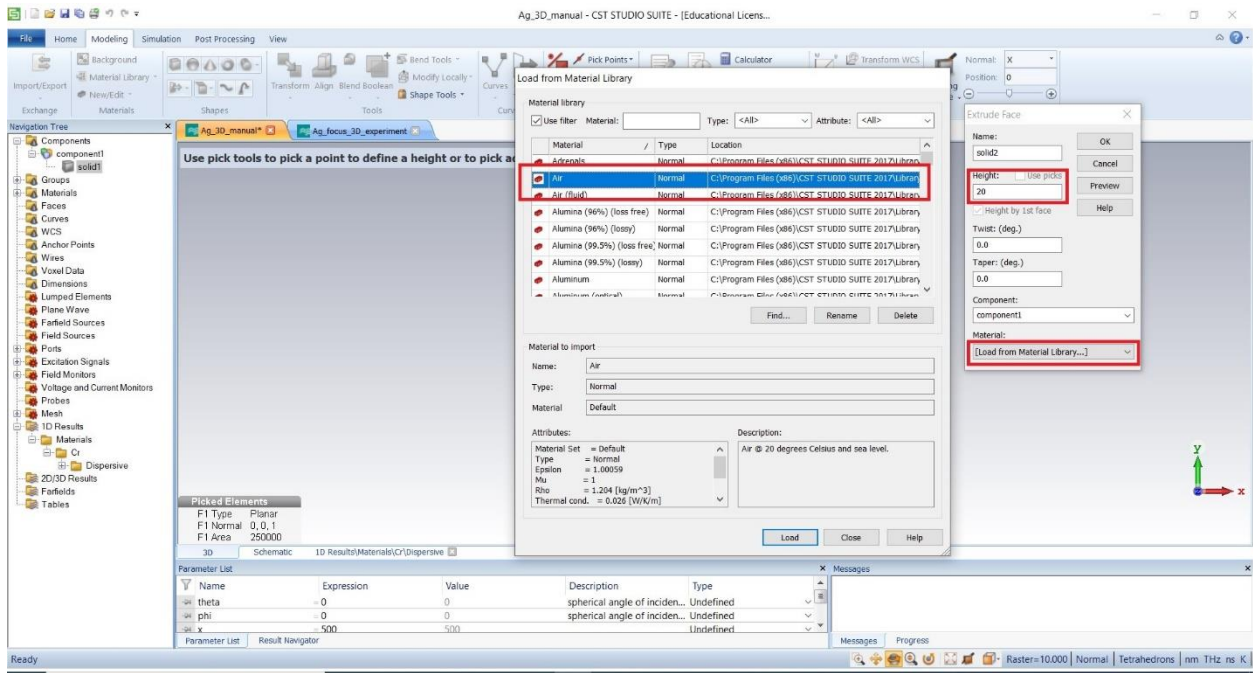 Ag_3D_manual - CST STUDIO SUITE - [Educational Licens...
File Home Modeling Simulation Post Processing View
Import/Export
Exchange
Background
Material Library
New/Edit
Materials
Shapes
Transform Align Blend Boolean
Bend Tools
Modify Locally
Shape Tools
Tools
Curves
Pick Points
Calculator
Transform WCS
Normal: X
Position: 0
Navigation Tree
Components
component1
solid1
Groups
Materials
Faces
Curves
WCS
Anchor Points
Wires
Voxel Data
Dimensions
Lumped Elements
Plane Wave
Farfield Sources
Field Sources
Ports
Excitation Signals
Field Monitors
Voltage and Current Monitors
Probes
Mesh
1D Results
Materials
Cr
Dispersive
2D/3D Results
Farfields
Tables
Ag_3D_manual* Ag_focus_3D_experiment
Use pick tools to pick a point to define a height or to pick
Picked Elements
F1 Type Planar
F1 Normal 0, 0, 1
F1 Area 250000
3D Schematic 1D Results\Materials\Cr\Dispersive
Load from Material Library
Material library
Use filter Material: Type: <All> Attribute: <All>
Material / Type Location
Adrenals Normal C:\Program Files (x86)\CST STUDIO SUITE 2017\Library
Air Normal C:\Program Files (x86)\CST STUDIO SUITE 2017\Library
Air (fluid) Normal C:\Program Files (x86)\CST STUDIO SUITE 2017\Library
Alumina (96%) (loss free) Normal C:\Program Files (x86)\CST STUDIO SUITE 2017\Library
Alumina (96%) (lossy) Normal C:\Program Files (x86)\CST STUDIO SUITE 2017\Library
Alumina (99.5%) (loss free) Normal C:\Program Files (x86)\CST STUDIO SUITE 2017\Library
Alumina (99.5%) (lossy) Normal C:\Program Files (x86)\CST STUDIO SUITE 2017\Library
Aluminum Normal C:\Program Files (x86)\CST STUDIO SUITE 2017\Library
Aluminum (optical) Normal C:\Program Files (x86)\CST STUDIO SUITE 2017\Library
Find... Rename Delete
Material to import
Name: Air
Type: Normal
Material Default
Attributes:
Material Set = Default
Type = Normal
Epsilon = 1.00059
Mu = 1
Rho = 1.204 [kg/m^3]
Thermal cond. = 0.026 [W/K/m]
Description:
Air @ 20 degrees Celsius and sea level.
Load Close Help
Extrude Face
Name:
solid2
OK
Cancel
Preview
Help
Height: Use picks
20
Height by 1st face
Twist: (deg.)
0.0
Taper: (deg.)
0.0
Component:
component1
Material:
[Load from Material Library...]
y
x
Parameter List
Name Expression Value Description Type
theta = 0 0 spherical angle of inciden... Undefined
phi = 0 0 spherical angle of inciden... Undefined
x = 500 500 Undefined
Parameter List Result Navigator
Messages
Messages Progress
Ready
Raster=10.000 Normal Tetrahedrons nm THz ns K